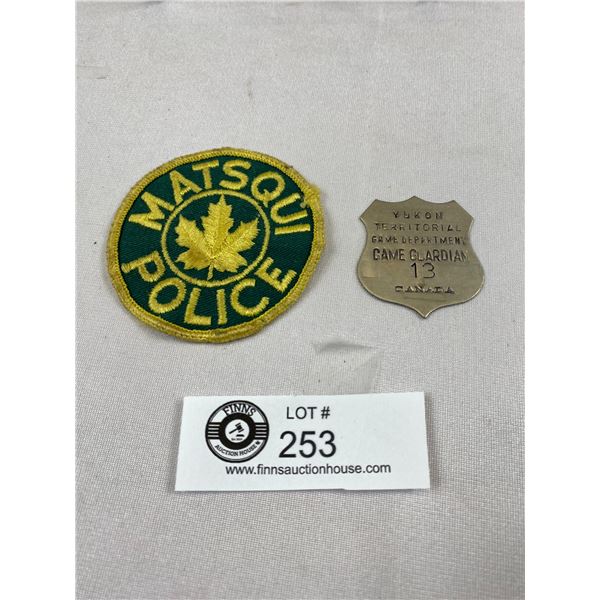 MATSQUI
POLICE
YUKON
TERRITORIAL
GAME DEPARTMENT
GAME GUARDIAN
13
CANADA
FINNS
AUCTION HOUSE
LOT #
253
www.finnsauctionhouse.com